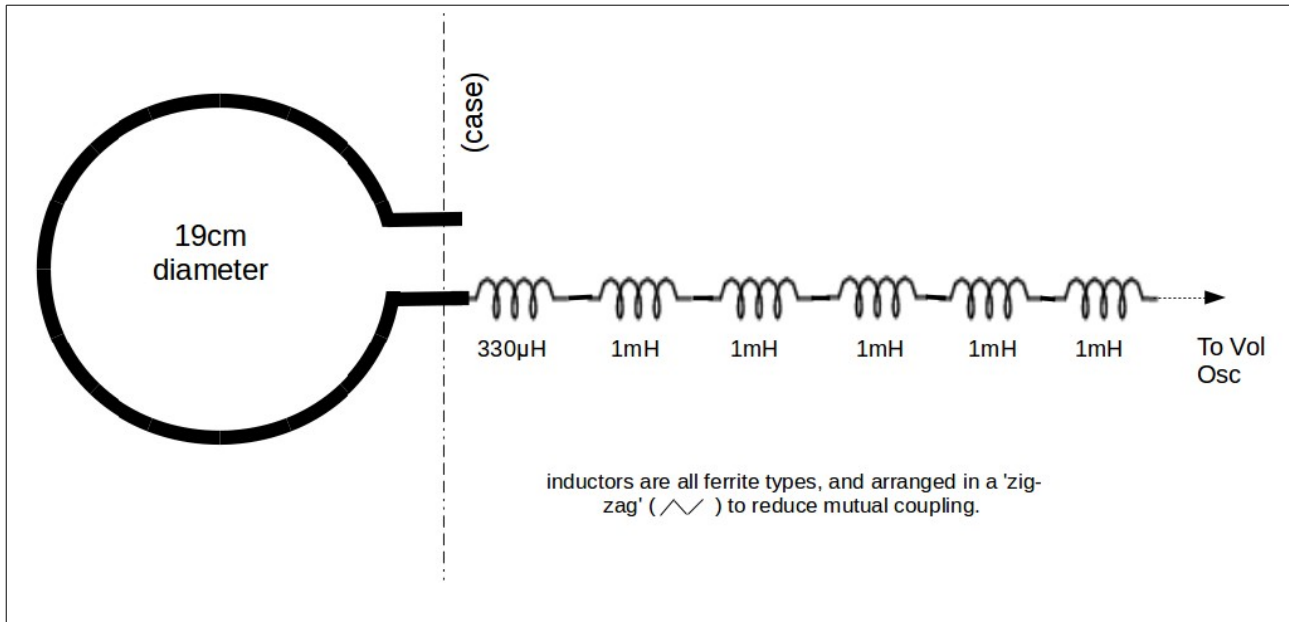 (case)
19cm
diameter
330µH
1mH
1mH
1mH
1mH
1mH
To Vol
Osc
inductors are all ferrite types, and arranged in a 'zig-
zag' ( ) to reduce mutual coupling.